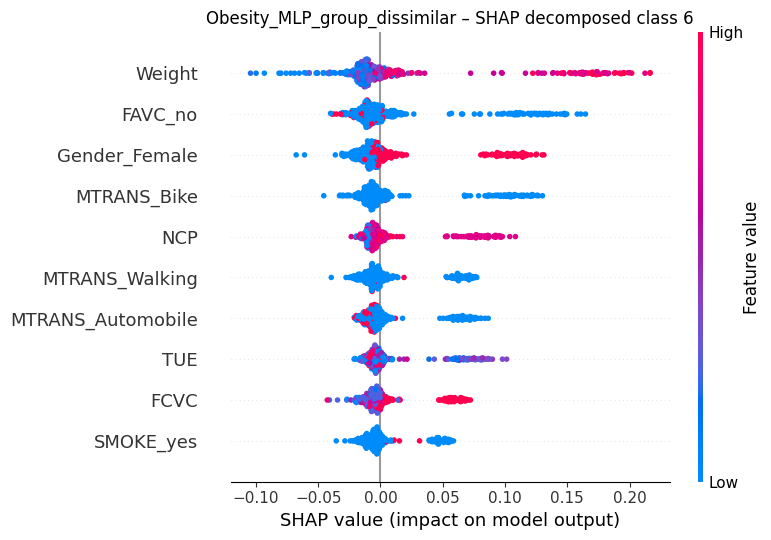 Obesity_MLP_group_dissimilar – SHAP decomposed class 6
High
Weight
FAVC_no
Gender_Female
MTRANS_Bike
NCP
MTRANS_Walking
MTRANS_Automobile
TUE
FCVC
SMOKE_yes
Feature value
Low
−0.10 −0.05 0.00 0.05 0.10 0.15 0.20
SHAP value (impact on model output)